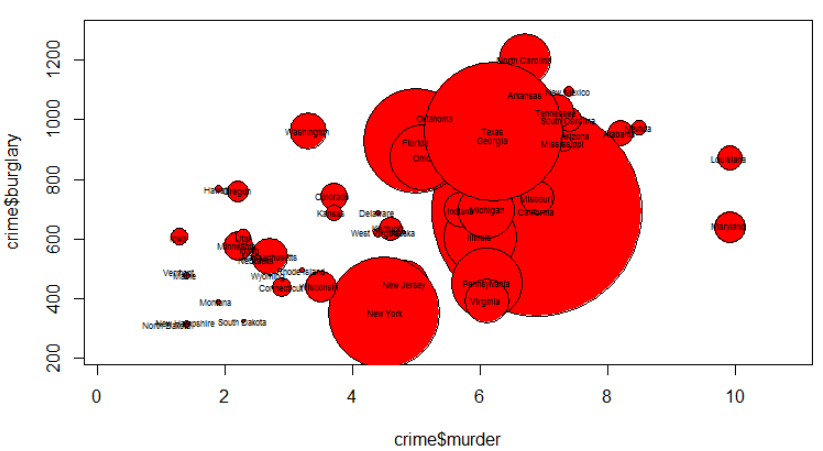 crime$burglary
1200
1000
800
600
400
200
North Carolina
New Mexico
Arkansas
Tennessee
Oklahoma
South Carolina
Washington
Texas
Nevada
Alabama
Arizona
Georgia
Florida
Mississippi
Ohio
Louisiana
Oregon
Colorado
Missouri
Kansas
Delaware
Indiana
Michigan
California
Maryland
West
Iowa
Utah
Illinois
Minnesota
Vermont
Maine
Rhode Island
Wyoming
Connecticut
Wisconsin
New Jersey
Pennsylvania
Montana
Virginia
New York
North Dakota
New Hampshire
South Dakota
0
2
4
6
8
10
crime$murder